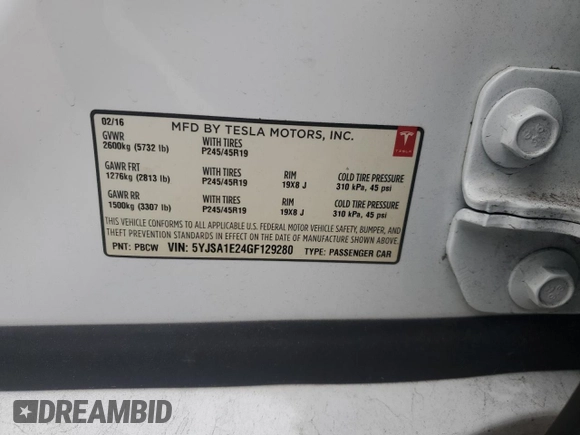 02/16 MFD BY TESLA MOTORS, INC.
GVWR WITH TIRES
2600kg (5732 lb) P245/45R19
TESLA
GAWR FRT WITH TIRES RIM COLD TIRE PRESSURE
1276kg (2813 lb) P245/45R19 19X8 J 310 kPa, 45 psi
GAWR RR WITH TIRES RIM COLD TIRE PRESSURE
1500kg (3307 lb) P245/45R19 19X8 J 310 kPa, 45 psi
THIS VEHICLE CONFORMS TO ALL APPLICABLE U.S. FEDERAL MOTOR VEHICLE SAFETY, BUMPER, AND
THEFT PREVENTION STANDARDS IN EFFECT ON THE DATE OF MANUFACTURE SHOWN ABOVE.
PNT: PBCW VIN: 5YJSA1E24GF129280 TYPE: PASSENGER CAR
DREAMBID